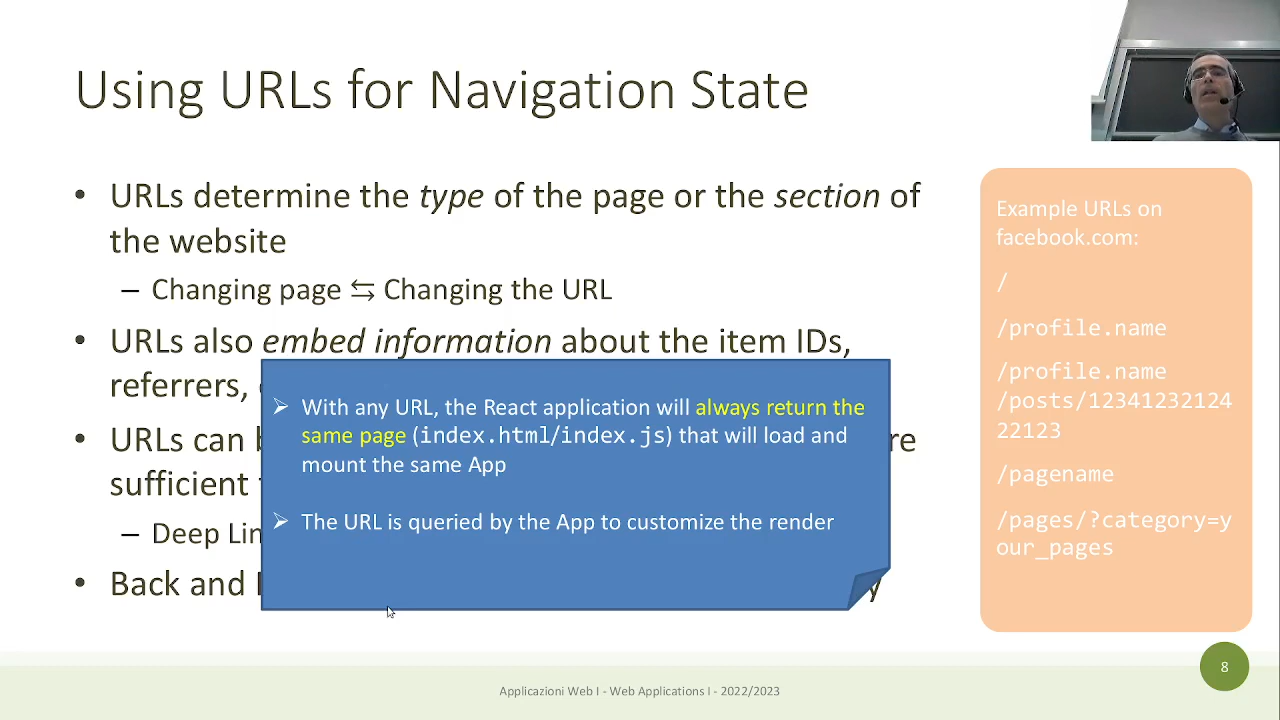 Using URLs for Navigation State
• URLs determine the type of the page or the section of
the website
– Changing page ⇆ Changing the URL
• URLs also embed information about the item IDs,
referrers,
• URLs can
sufficient
– Deep
• Back and
➢ With any URL, the React application will always return the
same page (index.html/index.js) that will load and
mount the same App
➢ The URL is queried by the App to customize the render
Example URLs on
facebook.com:
/
/profile.name
/profile.name
/posts/12341232124
22123
/pagename
/pages/?category=y
our_pages
8
Applicazioni Web I - Web Applications I - 2022/2023